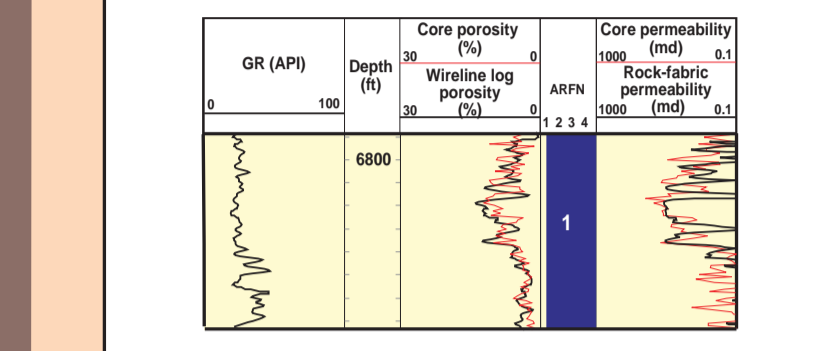 GR (API)
0 100
Depth
(ft)
Core porosity
(%)
30 0
Wireline log
porosity
(%)
30 0
ARFN
1 2 3 4
Core permeability
(md)
1000 0.1
Rock-fabric
permeability
(md)
1000 0.1
6800
1